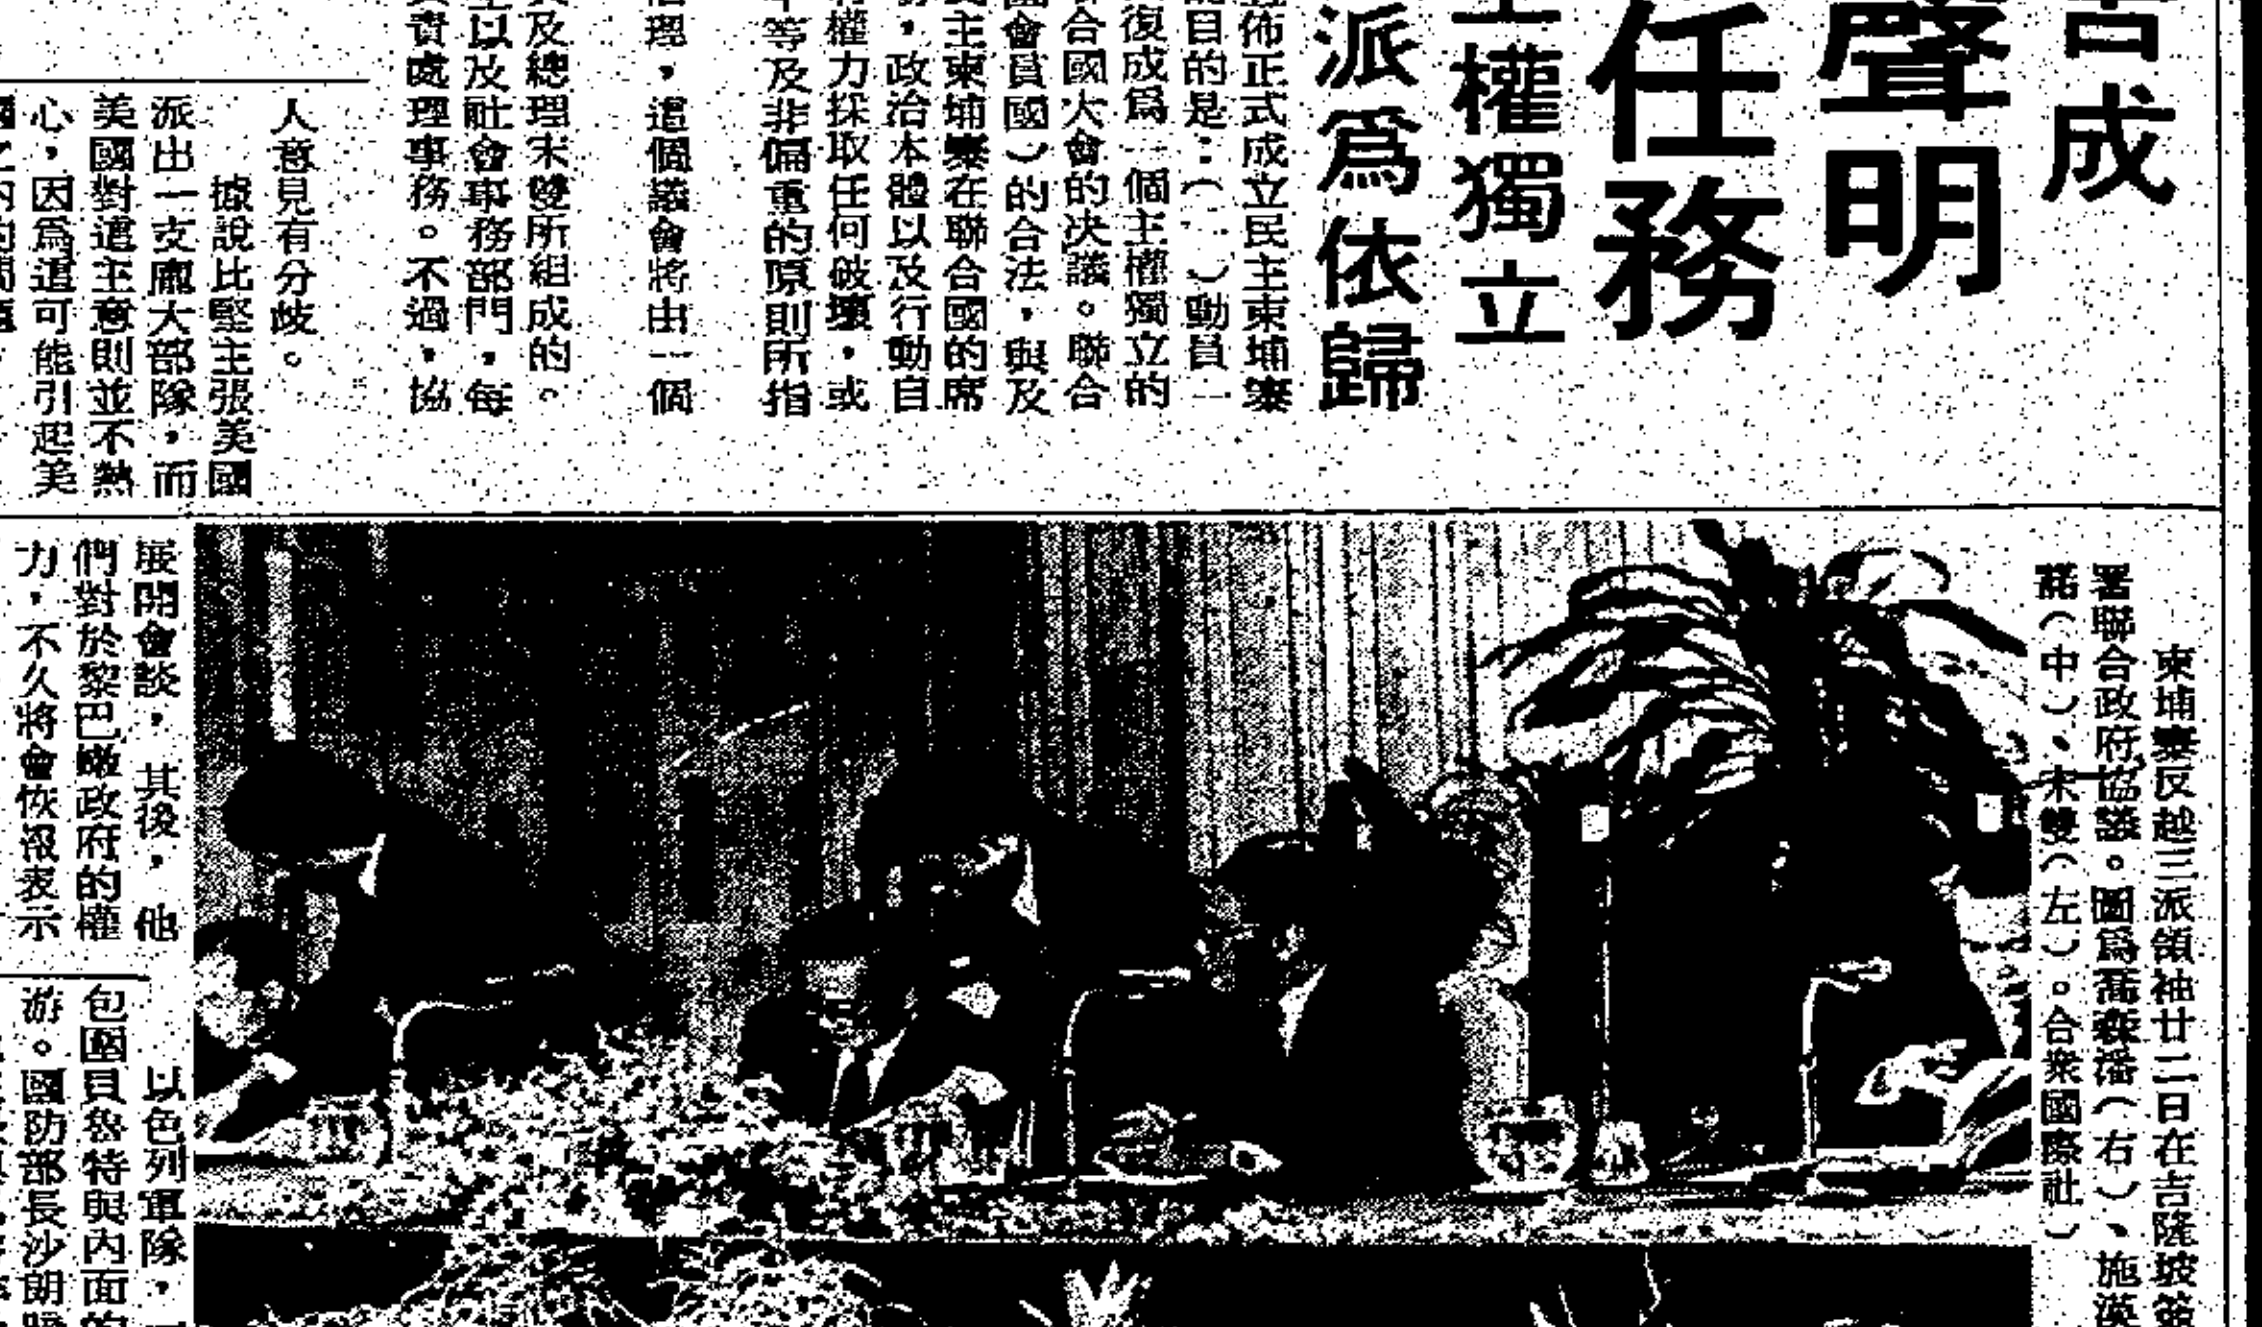 成
聲明
任務
主權獨立
派爲依歸
佈正式成立民主柬埔寨
目的是：（一）動員一
復成爲一個主權獨立的
合國大會的決議。聯合
會員國）的合法，與及
主柬埔寨在聯合國的席
，政治本體以及行動自
權力採取任何破壞，或
等及非偏重的原則所指
理，這個議會將由一個
及總理宋雙所組成的。
以及社會事務部門，每
責處理事務。不過，協
人意見有分歧。
據說比堅主張美國
派出一支龐大部隊，而
美國對這主意則並不熱
心，因爲這可能引起美
柬埔寨反越三派領袖廿二日在吉隆坡簽
署聯合政府協議。圖爲喬森潘（右）、施漢
諾（中）、宋雙（左）。合衆國際社）
展開會談，其後，他
們對於黎巴嫩政府的權
力，不久將會恢復表示
以色列軍隊，
包圍貝魯特與內面的
游。國防部長沙朗